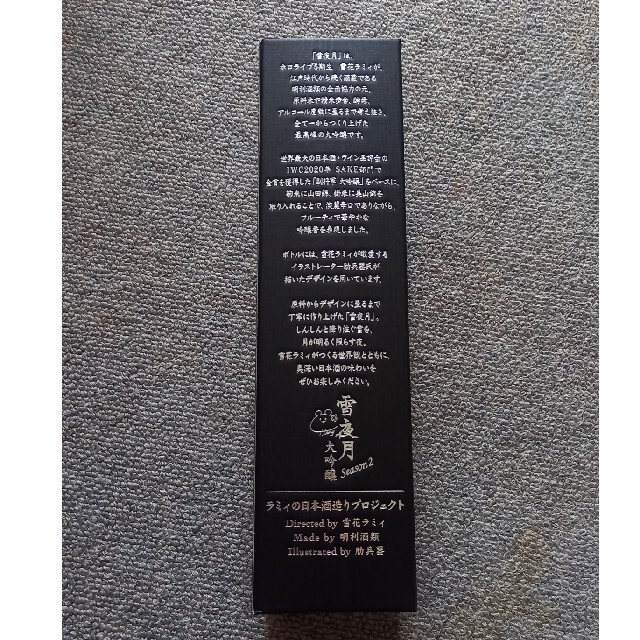 「雪夜月」は、
ホロライブ5期生 雪花ラミィが、
江戸時代から続く酒蔵である
明利酒類の全面協力の元、
原料米や精米歩合、酵母、
アルコール度数に至るまで考え抜き、
全て一からつくり上げた
最高峰の大吟醸です。
世界最大の日本酒・ワイン品評会の
IWC2020年 SAKE部門で
金賞を獲得した「副将軍 大吟醸」をベースに、
麹米に山田錦、掛米に美山錦を
取り入れることで、淡麗辛口でありながら、
フルーティで華やかな
吟醸香を表現しました。
ボトルには、雪花ラミィが敬愛する
イラストレーター肋兵器氏が
描いたデザインを用いています。
原料からデザインに至るまで
丁寧に作り上げた「雪夜月」。
しんしんと降り注ぐ雪を、
月が明るく照らす夜。
雪花ラミィがつくる世界観とともに、
奥深い日本酒の味わいを
ぜひお楽しみください。
雪夜月
大吟醸
Season2
ラミィの日本酒造りプロジェクト
Directed by 雪花ラミィ
Made by 明利酒類
Illustrated by 肋兵器